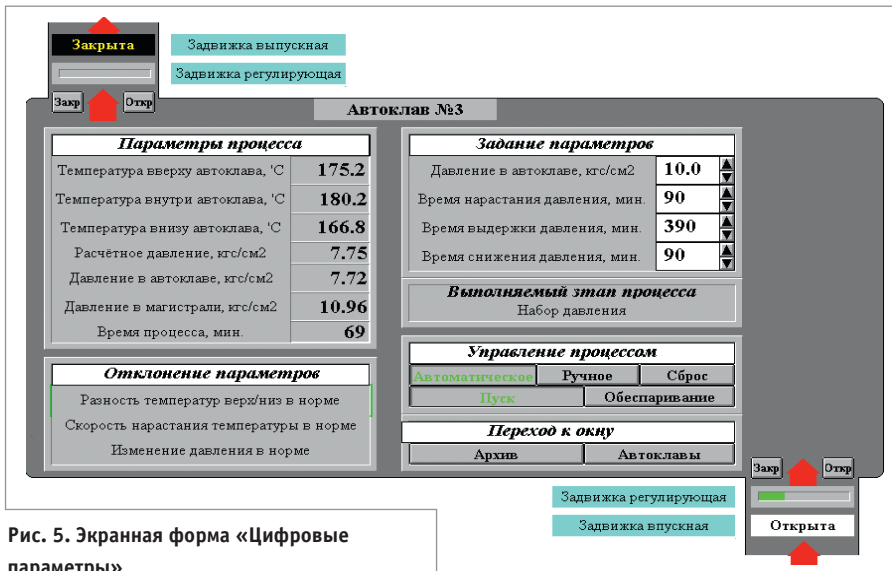 Закрыта
Задвижка выпускная
Задвижка регулирующая
Закр Откр
Автоклав №3
Параметры процесса
Температура вверху автоклава, 'С 175.2
Температура внутри автоклава, 'С 180.2
Температура внизу автоклава, 'С 166.8
Расчётное давление, кгс/см2 7.75
Давление в автоклаве, кгс/см2 7.72
Давление в магистрали, кгс/см2 10.96
Время процесса, мин. 69
Отклонение параметров
Разность температур верх/низ в норме
Скорость нарастания температуры в норме
Изменение давления в норме
Задание параметров
Давление в автоклаве, кгс/см2 10.0
Время нарастания давления, мин. 90
Время выдержки давления, мин. 390
Время снижения давления, мин. 90
Выполняемый этап процесса
Набор давления
Управление процессом
Автоматическое Ручное Сброс
Пуск Обеспаривание
Переход к окну
Архив Автоклавы
Закр Откр
Задвижка регулирующая
Задвижка впускная
Открыта
Рис. 5. Экранная форма «Цифровые
параметры»